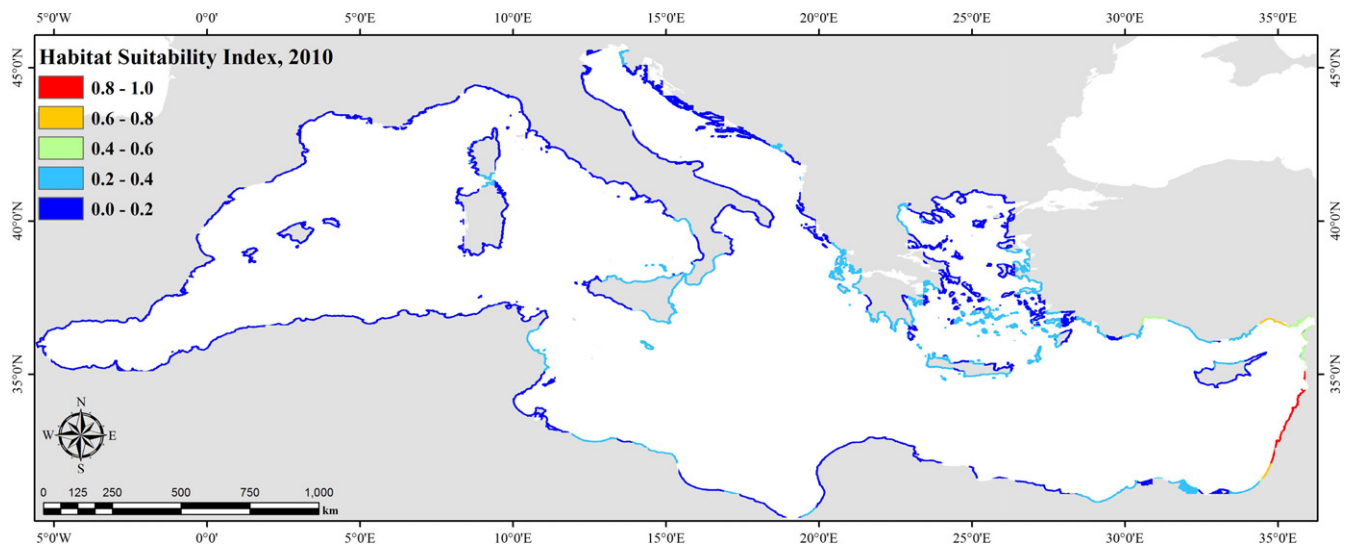 5°0'W 0°0' 5°0'E 10°0'E 15°0'E 20°0'E 25°0'E 30°0'E 35°0'E
Habitat Suitability Index, 2010
0.8 - 1.0
0.6 - 0.8
0.4 - 0.6
0.2 - 0.4
0.0 - 0.2
45°0'N
40°0'N
35°0'N
45°0'N
40°0'N
35°0'N
N
W E
S
0 125 250 500 750 1,000
km
5°0'W 0°0' 5°0'E 10°0'E 15°0'E 20°0'E 25°0'E 30°0'E 35°0'E